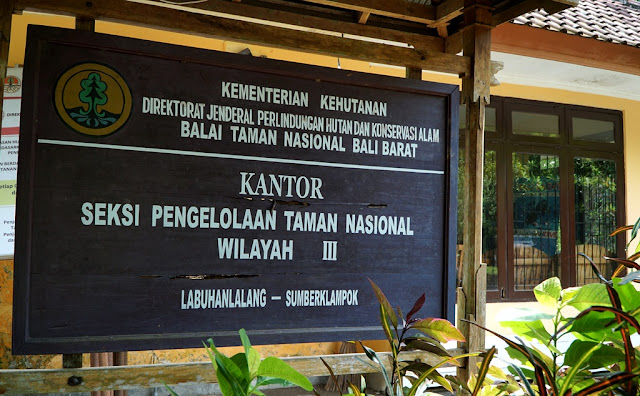 KEMENTERIAN KEHUTANAN
DIREKTORAT JENDERAL PERLINDUNGAN HUTAN DAN KONSERVASI ALAM
BALAI TAMAN NASIONAL BALI BARAT
KANTOR
SEKSI PENGELOLAAN TAMAN NASIONAL
WILAYAH III
LABUHANLALANG – SUMBERKLAMPOK